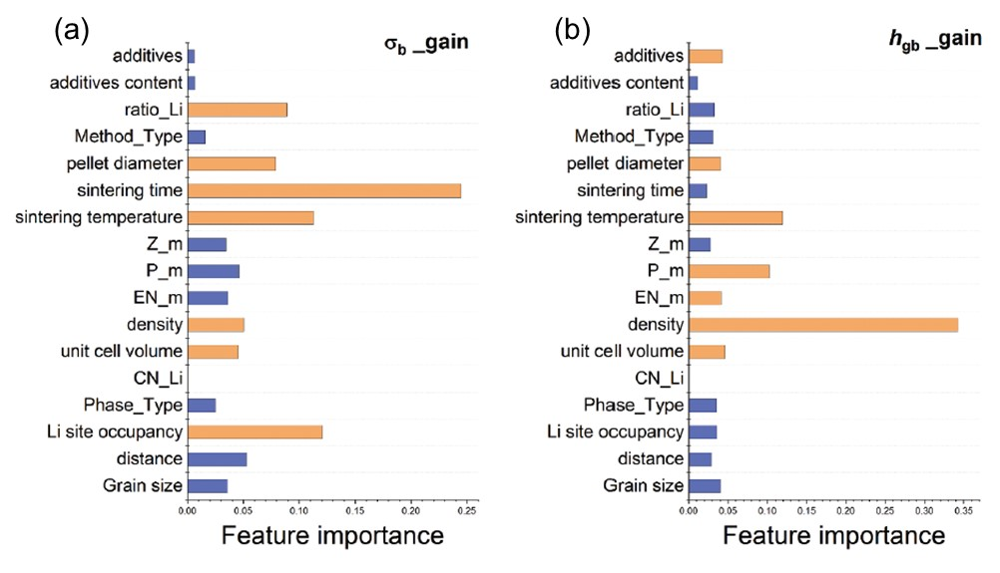 (a)
σb _gain
additives
additives content
ratio_Li
Method_Type
pellet diameter
sintering time
sintering temperature
Z_m
P_m
EN_m
density
unit cell volume
CN_Li
Phase_Type
Li site occupancy
distance
Grain size
0.00 0.05 0.10 0.15 0.20 0.25
Feature importance
(b)
hgb _gain
additives
additives content
ratio_Li
Method_Type
pellet diameter
sintering time
sintering temperature
Z_m
P_m
EN_m
density
unit cell volume
CN_Li
Phase_Type
Li site occupancy
distance
Grain size
0.00 0.05 0.10 0.15 0.20 0.25 0.30 0.35
Feature importance